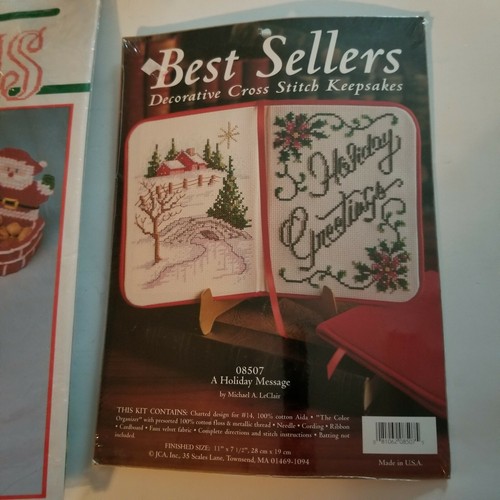 Best Sellers
Decorative Cross Stitch Keepsakes
Holiday
Greetings
08507
A Holiday Message
by Michael A. LeClair
THIS KIT CONTAINS: Charted design for #14, 100% cotton Aida • "The Color
Organizer" with presorted 100% cotton floss & metallic thread • Needle • Cording • Ribbon
• Cardboard • Faux velvet fabric • Complete directions and stitch instructions • Batting not
included.
FINISHED SIZE: 11" x 7 1/2", 28 cm x 19 cm
© JCA, Inc., 35 Scales Lane, Townsend, MA 01469-1094
Made in U.S.A.